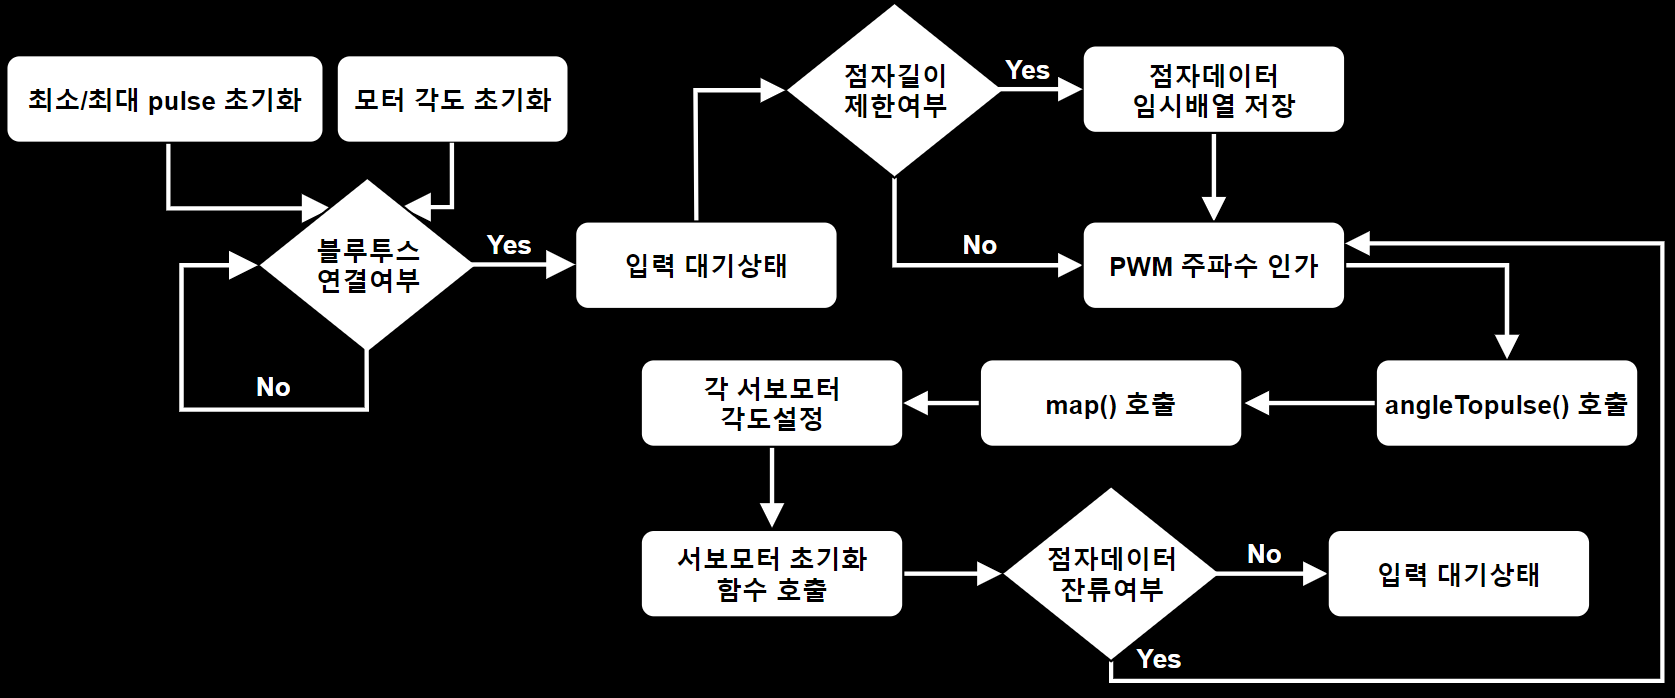 최소/최대 pulse 초기화
모터 각도 초기화
블루투스
연결여부
No
Yes
입력 대기상태
점자길이
제한여부
Yes
No
점자데이터
임시배열 저장
PWM 주파수 인가
angleTopulse() 호출
map() 호출
각 서보모터
각도설정
서보모터 초기화
함수 호출
점자데이터
잔류여부
No
Yes
입력 대기상태